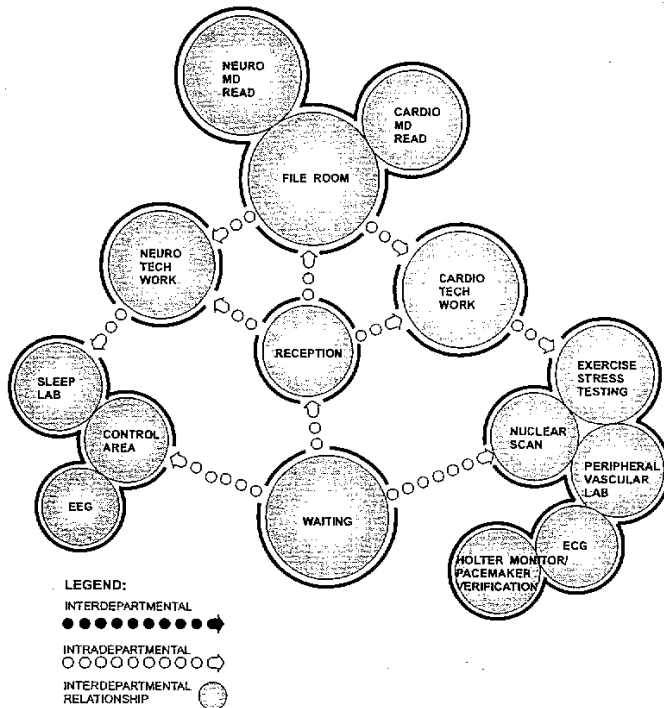 NEURO
MD
READ
CARDIO
MD
READ
FILE ROOM
NEURO
TECH
WORK
CARDIO
TECH
WORK
RECEPTION
SLEEP
LAB
CONTROL
AREA
EEG
WAITING
EXERCISE
STRESS
TESTING
NUCLEAR
SCAN
PERIPHERAL
VASCULAR
LAB
ECG
HOLTER MONITOR/
PACEMAKER
VERIFICATION
LEGEND:
INTERDEPARTMENTAL
INTRADEPARTMENTAL
INTERDEPARTMENTAL
RELATIONSHIP